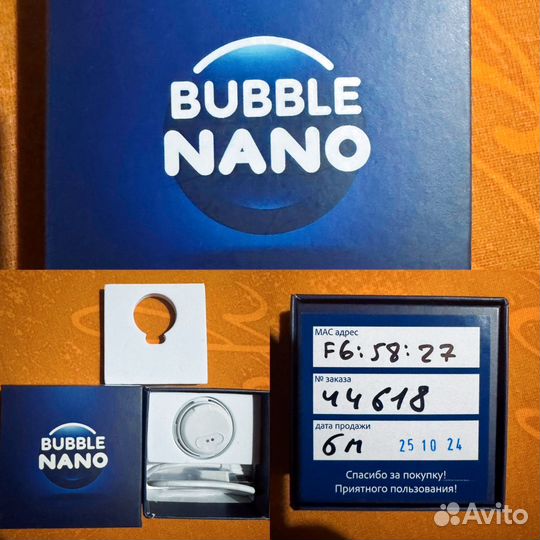 BUBBLE
NANO
BUBBLE
NANO
MAC адрес
F6:58:27
№ заказа
44618
дата продажи
6м 25 10 24
Спасибо за покупку!
Приятного пользования!
Avito